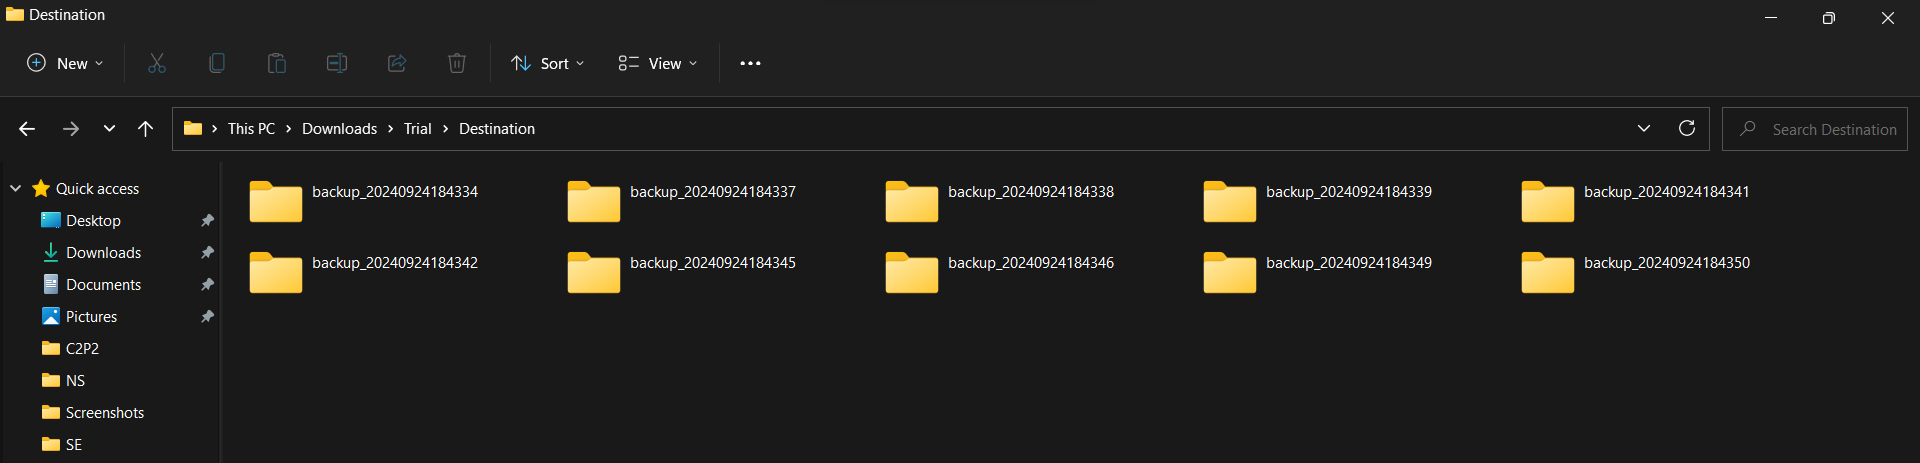 Destination
New
Sort
View
This PC > Downloads > Trial > Destination
Search Destination
Quick access
Desktop
Downloads
Documents
Pictures
C2P2
NS
Screenshots
SE
backup_20240924184334
backup_20240924184337
backup_20240924184338
backup_20240924184339
backup_20240924184341
backup_20240924184342
backup_20240924184345
backup_20240924184346
backup_20240924184349
backup_20240924184350